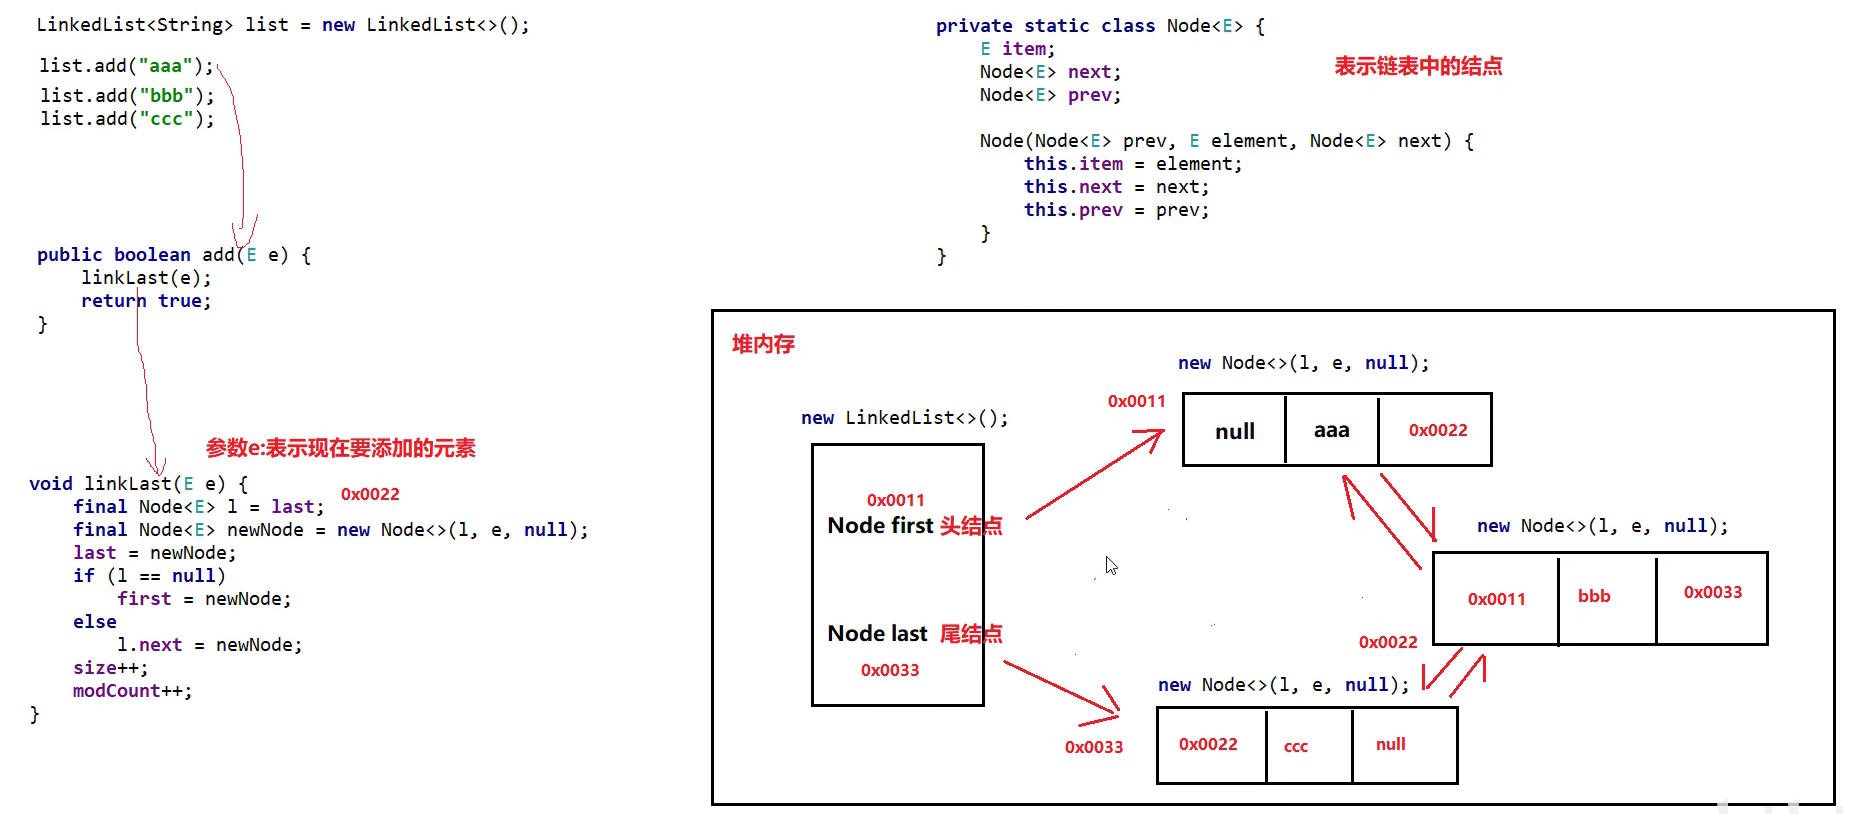 LinkedList<String> list = new LinkedList<>();
list.add("aaa");
list.add("bbb");
list.add("ccc");
public boolean add(E e) {
linkLast(e);
return true;
}
参数e:表示现在要添加的元素
void linkLast(E e) {
0x0022
final Node<E> l = last;
final Node<E> newNode = new Node<>(l, e, null);
last = newNode;
if (l == null)
first = newNode;
else
l.next = newNode;
size++;
modCount++;
}
private static class Node<E> {
E item;
Node<E> next;
Node<E> prev;
表示链表中的结点
Node(Node<E> prev, E element, Node<E> next) {
this.item = element;
this.next = next;
this.prev = prev;
}
}
堆内存
new LinkedList<>();
0x0011
Node first 头结点
Node last 尾结点
0x0033
new Node<>(l, e, null);
0x0011
null aaa 0x0022
new Node<>(l, e, null);
0x0011 bbb 0x0033
0x0022
new Node<>(l, e, null);
0x0033
0x0022 ccc null